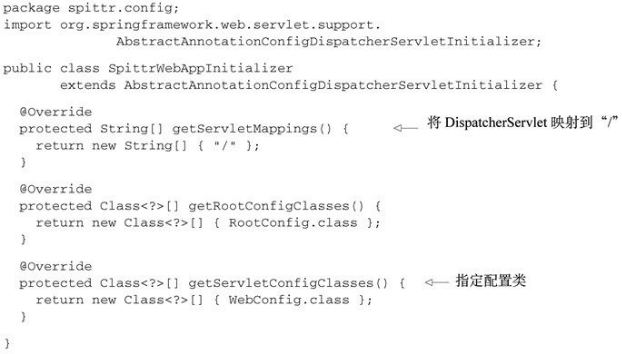 package spittr.config;
import org.springframework.web.servlet.support.
AbstractAnnotationConfigDispatcherServletInitializer;
public class SpittrWebAppInitializer
extends AbstractAnnotationConfigDispatcherServletInitializer {
@Override
protected String[] getServletMappings() { 将 DispatcherServlet 映射到“/”
return new String[] { "/" };
}
@Override
protected Class<?>[] getRootConfigClasses() {
return new Class<?>[] { RootConfig.class };
}
@Override
protected Class<?>[] getServletConfigClasses() { 指定配置类
return new Class<?>[] { WebConfig.class };
}
}